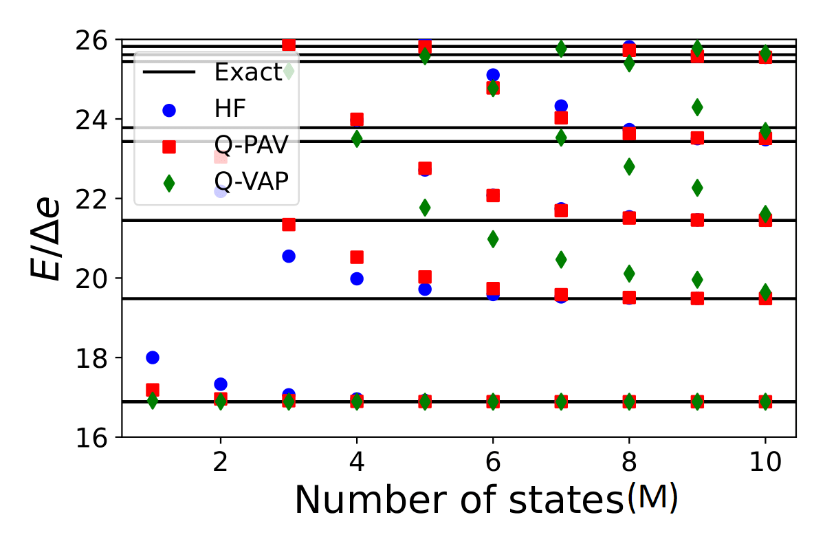 26
24
22
20
18
16
E/Δe
Exact
HF
Q-PAV
Q-VAP
2
4
6
8
10
Number of states(M)